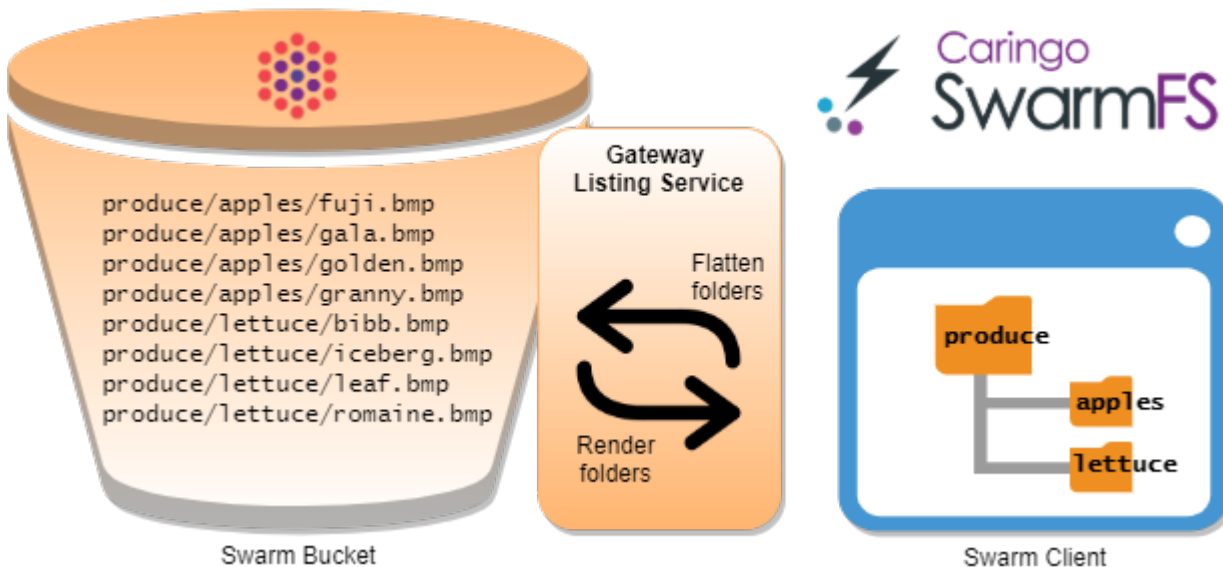 Caringo
SwarmFS
Gateway
Listing Service
produce/apples/fuji.bmp
produce/apples/gala.bmp
produce/apples/golden.bmp
produce/apples/granny.bmp
produce/lettuce/bibb.bmp
produce/lettuce/iceberg.bmp
produce/lettuce/leaf.bmp
produce/lettuce/romaine.bmp
Flatten
folders
Render
folders
produce
apples
lettuce
Swarm Bucket
Swarm Client